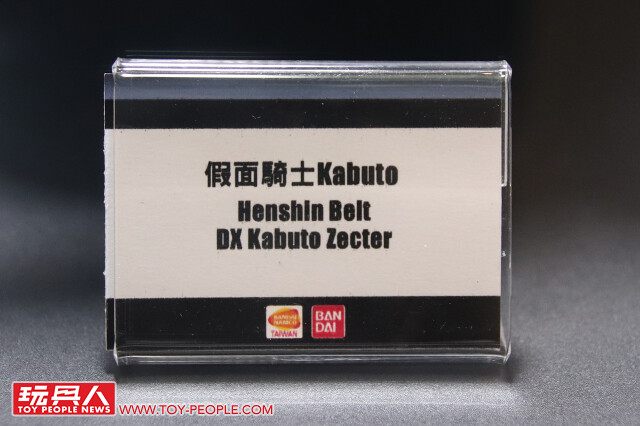 假面騎士Kabuto
Henshin Belt
DX Kabuto Zecter
BANDAI
NAMCO
TAIWAN
BAN
DAI
玩具人
TOY PEOPLE NEWS
WWW.TOY-PEOPLE.COM